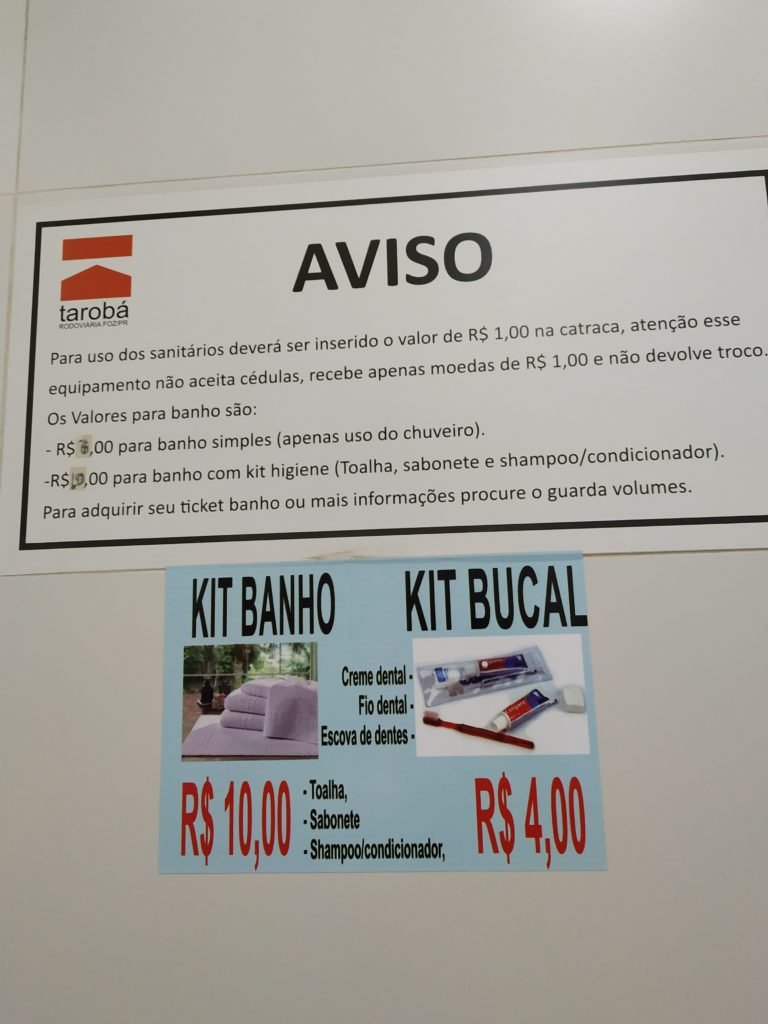 AVISO
tarobá
RODOVIÁRIA FOZ/PR
Para uso dos sanitários deverá ser inserido o valor de R$ 1,00 na catraca, atenção esse
equipamento não aceita cédulas, recebe apenas moedas de R$ 1,00 e não devolve troco.
Os Valores para banho são:
- R$ ,00 para banho simples (apenas uso do chuveiro).
-R$10,00 para banho com kit higiene (Toalha, sabonete e shampoo/condicionador).
Para adquirir seu ticket banho ou mais informações procure o guarda volumes.
KIT BANHO
KIT BUCAL
Creme dental -
Fio dental -
Escova de dentes -
R$ 10,00
- Toalha,
- Sabonete
- Shampoo/condicionador,
R$ 4,00